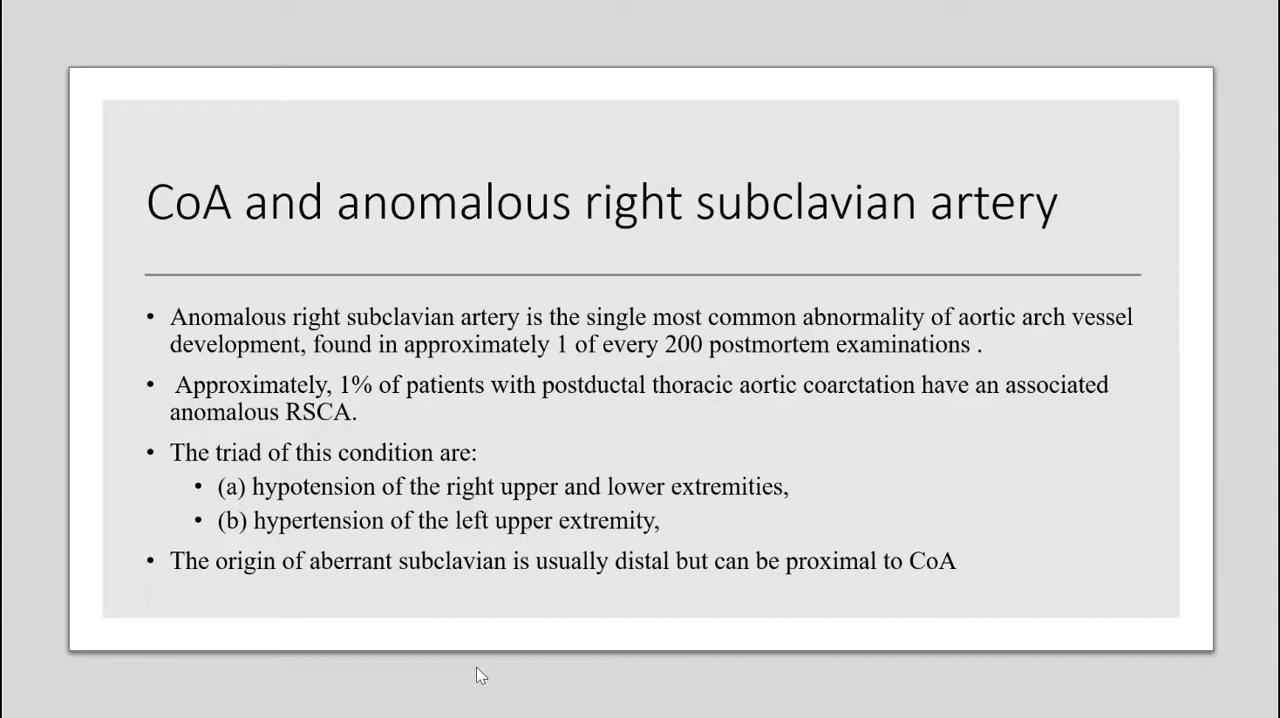 CoA and anomalous right subclavian artery
• Anomalous right subclavian artery is the single most common abnormality of aortic arch vessel
development, found in approximately 1 of every 200 postmortem examinations .
• Approximately, 1% of patients with postductal thoracic aortic coarctation have an associated
anomalous RSCA.
• The triad of this condition are:
• (a) hypotension of the right upper and lower extremities,
• (b) hypertension of the left upper extremity,
• The origin of aberrant subclavian is usually distal but can be proximal to CoA